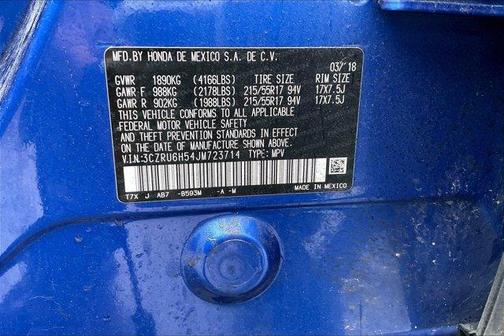 MFD.BY HONDA DE MEXICO S.A. DE C.V.
03/18
GVWR 1890KG (4166LBS) TIRE SIZE RIM SIZE
GAWR F 988KG (2178LBS) 215/55R17 94V 17X7.5J
GAWR R 902KG (1988LBS) 215/55R17 94V 17X7.5J
THIS VEHICLE CONFORMS TO ALL APPLICABLE
FEDERAL MOTOR VEHICLE SAFETY
AND THEFT PREVENTION STANDARDS
IN EFFECT ON THE DATE OF
MANUFACTURE SHOWN ABOVE.
V.I.N:3CZRU6H54JM723714 TYPE: MPV
T7X J AB7 -B593M -A -M
MADE IN
MEXICO